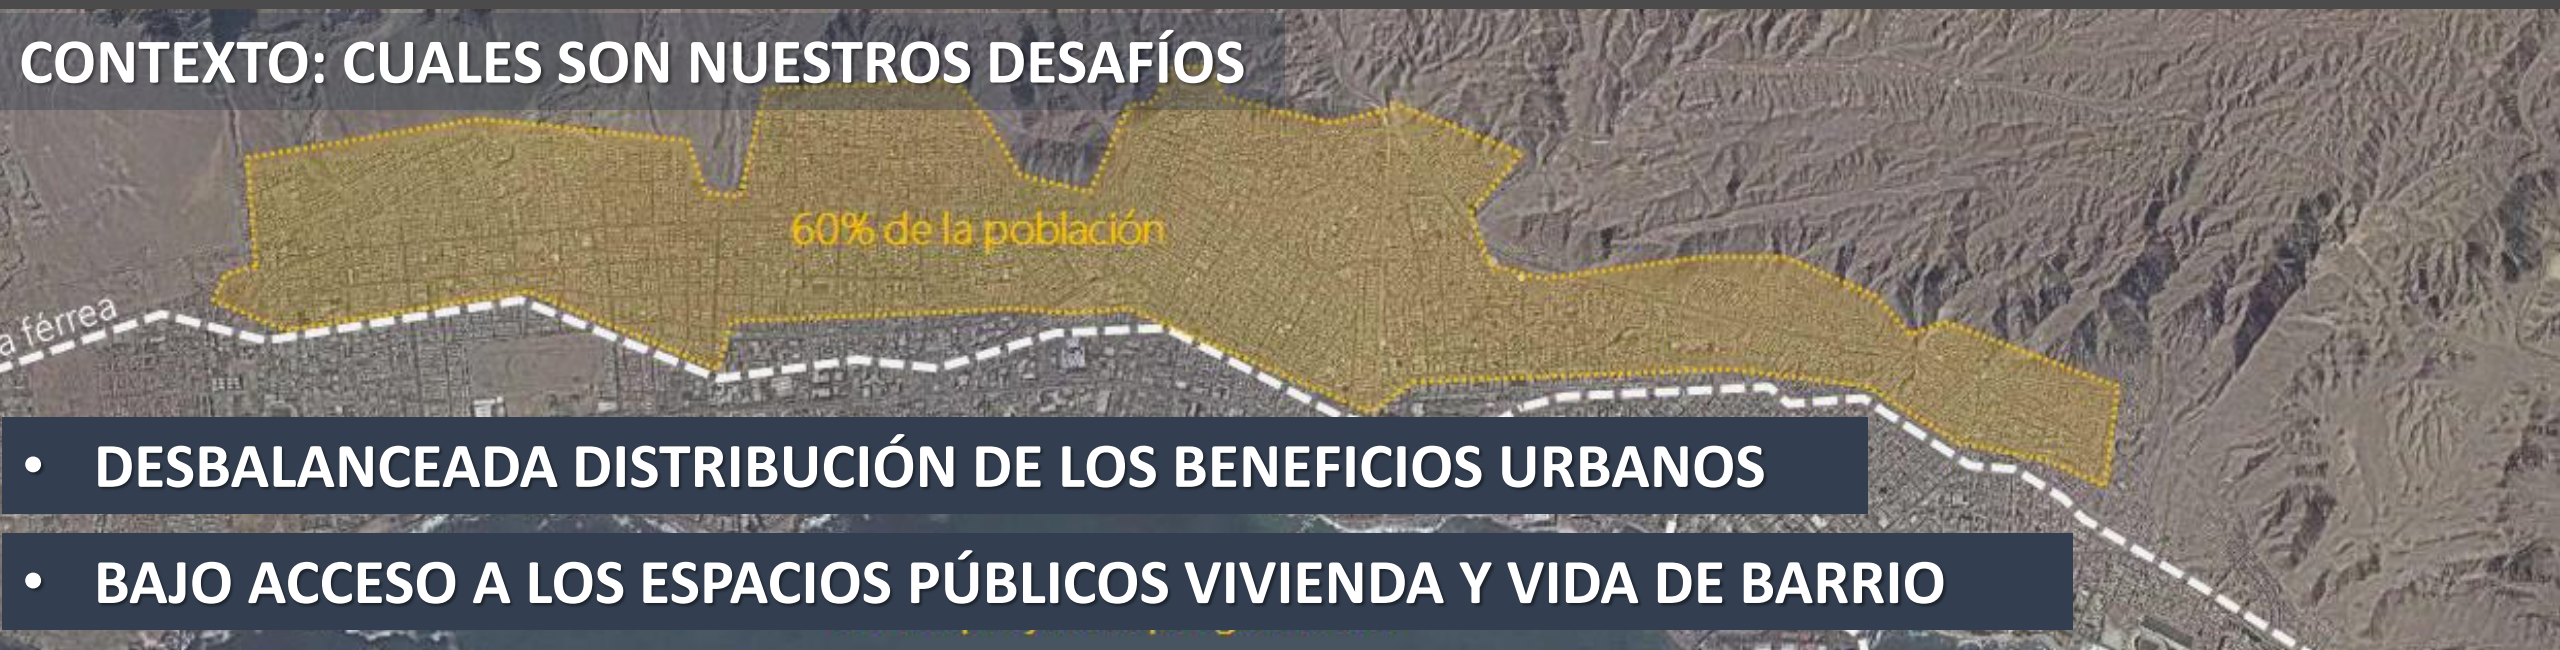 CONTEXTO: CUALES SON NUESTROS DESAFÍOS
60% de la población
a férrea
• DESBALANCEADA DISTRIBUCIÓN DE LOS BENEFICIOS URBANOS
• BAJO ACCESO A LOS ESPACIOS PÚBLICOS VIVIENDA Y VIDA DE BARRIO